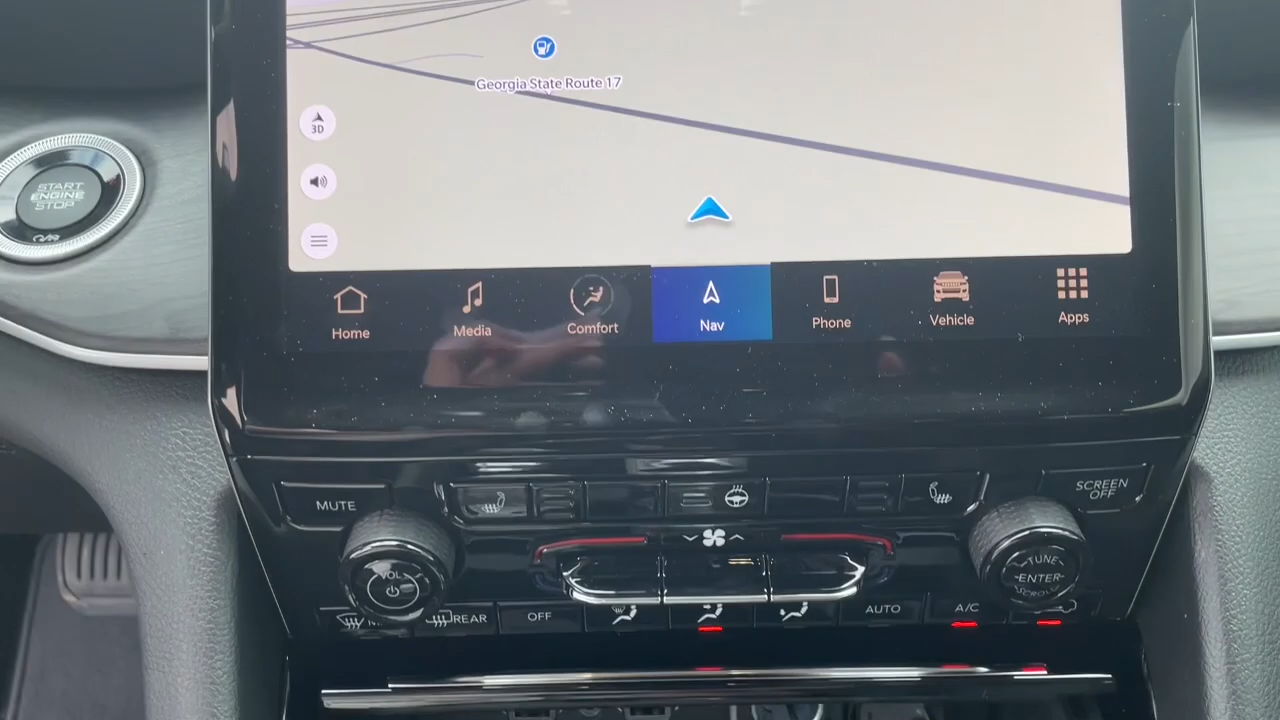 Georgia State Route 17
3D
START
ENGINE
STOP
Home
Media
Comfort
Nav
Phone
Vehicle
Apps
MUTE
SCREEN
OFF
VOL
TUNE
ENTER
SCROLL
REAR
OFF
AUTO
A/C